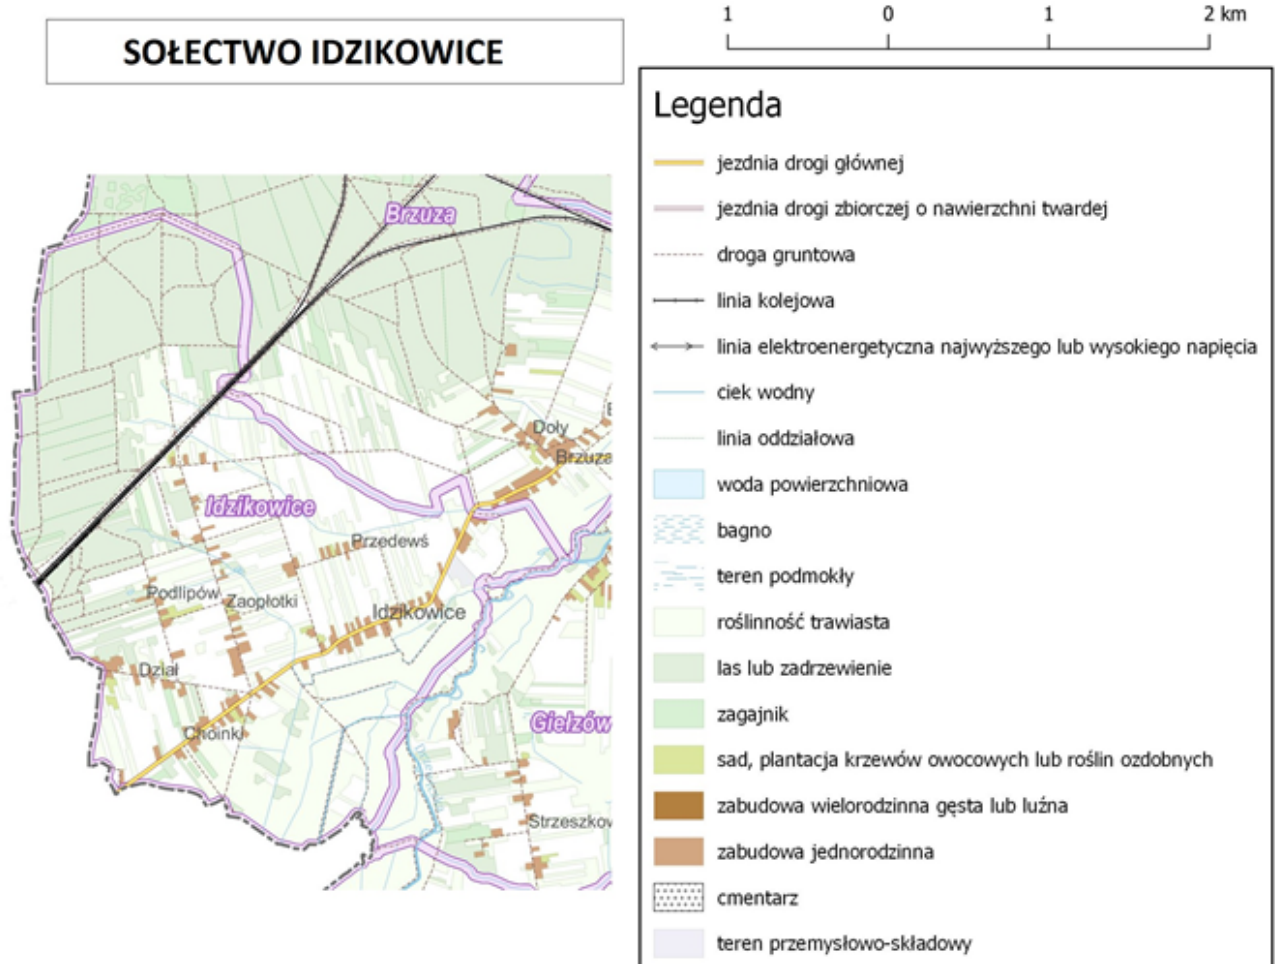 SOŁECTWO IDZIKOWICE
1 0 1 2 km
Legenda
jezdnia drogi głównej
jezdnia drogi zbiorczej o nawierzchni twardej
droga gruntowa
linia kolejowa
linia elektroenergetyczna najwyższego lub wysokiego napięcia
ciek wodny
linia oddziałowa
woda powierzchniowa
bagno
teren podmokły
roślinność trawiasta
las lub zadrzewienie
zagajnik
sad, plantacja krzewów owocowych lub roślin ozdobnych
zabudowa wielorodzinna gęsta lub luźna
zabudowa jednorodzinna
cmentarz
teren przemysłowo-składowy
Brzuza
Doły
Brzuza
Idzikowice
Przedewś
Podlipów
Zaopłotki
Idzikowice
Dział
Giełzów
Choinki
Strzeszkow